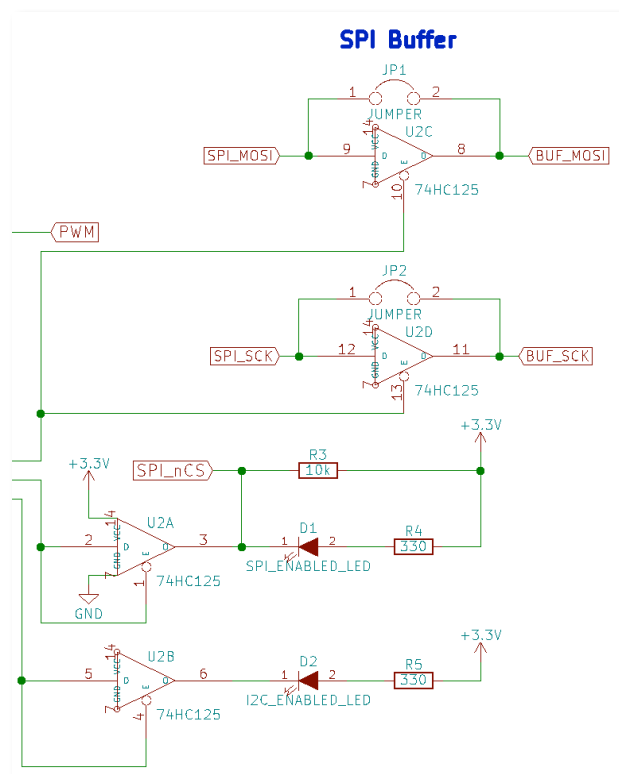 SPI Buffer
JP1
1 2
JUMPER
14 U2C
VCC
SPI_MOSI 9 D O 8 BUF_MOSI
E
GND
7 10 74HC125
PWM
JP2
1 2
JUMPER
14 U2D
VCC
SPI_SCK 12 D O 11 BUF_SCK
E
GND
7 13 74HC125
+3.3V
R3
+3.3V SPI_nCS 10k
14 U2A D1
VCC R4
2 D O 3 1 2 330
E
GND SPI_ENABLED_LED
7 1 74HC125
GND
+3.3V
14 U2B D2
VCC R5
5 D O 6 1 2 330
E
GND I2C_ENABLED_LED
7 4 74HC125